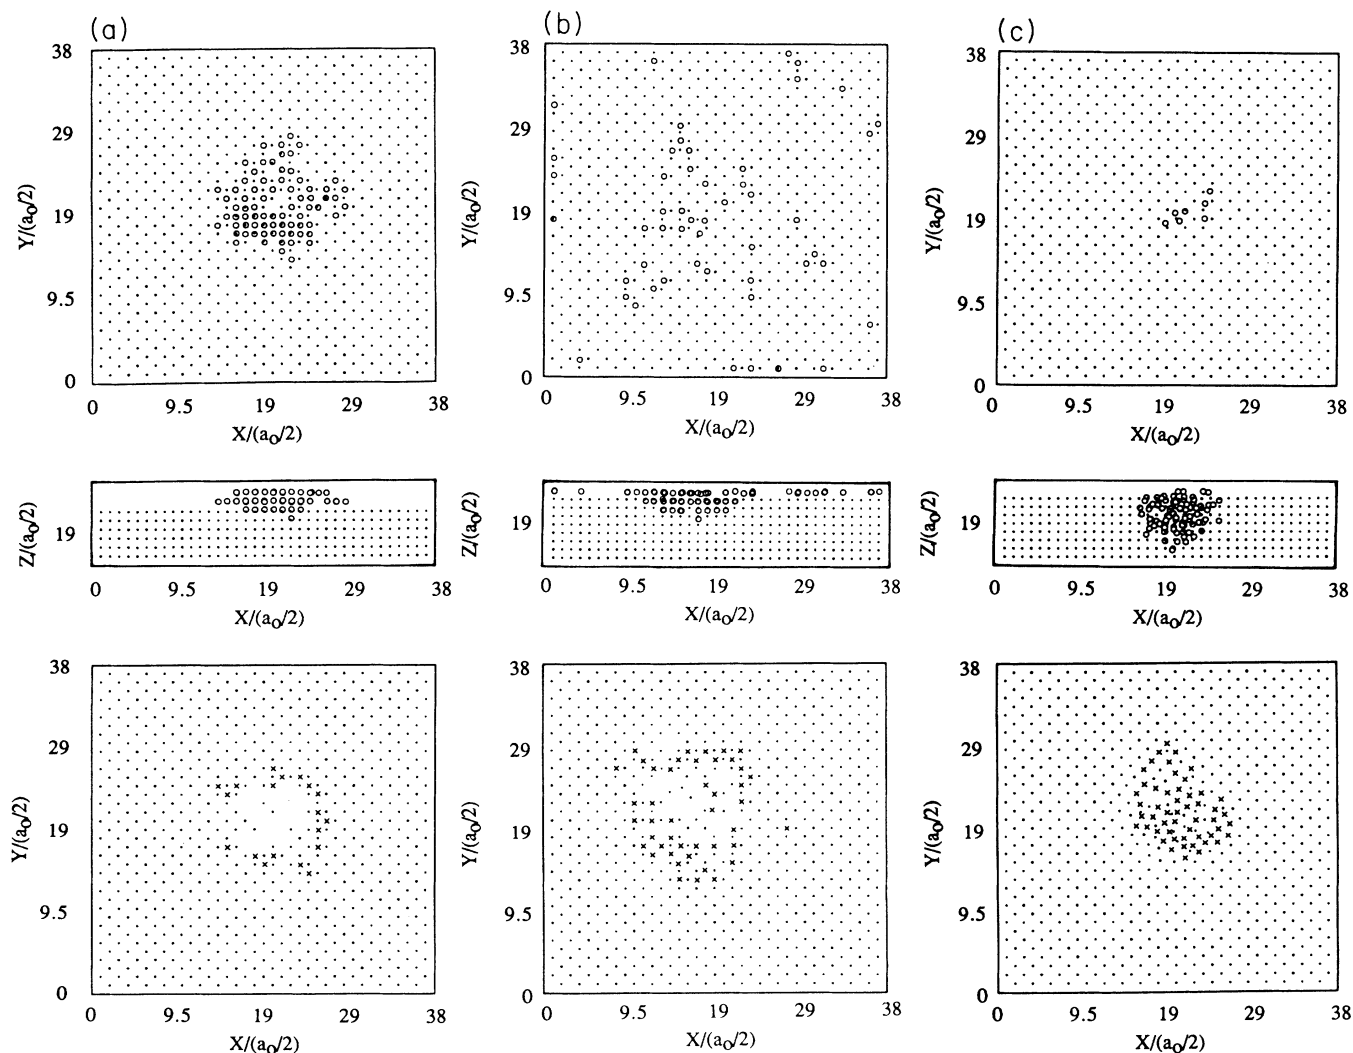 (a) (b) (c)
38 38 38
29 29 29
Y/(a₀/2) Y/(a₀/2) Y/(a₀/2)
19 19 19
9.5 9.5 9.5
0 0 0
0 9.5 19 29 38 0 9.5 19 29 38 0 9.5 19 29 38
X/(a₀/2) X/(a₀/2) X/(a₀/2)
Z/(a₀/2) Z/(a₀/2) Z/(a₀/2)
19 19 19
0 9.5 19 29 38 0 9.5 19 29 38 0 9.5 19 29 38
X/(a₀/2) X/(a₀/2) X/(a₀/2)
38 38 38
29 29 29
Y/(a₀/2) Y/(a₀/2) Y/(a₀/2)
19 19 19
9.5 9.5 9.5
0 0 0
0 9.5 19 29 38 0 9.5 19 29 38 0 9.5 19 29 38
X/(a₀/2) X/(a₀/2) X/(a₀/2)